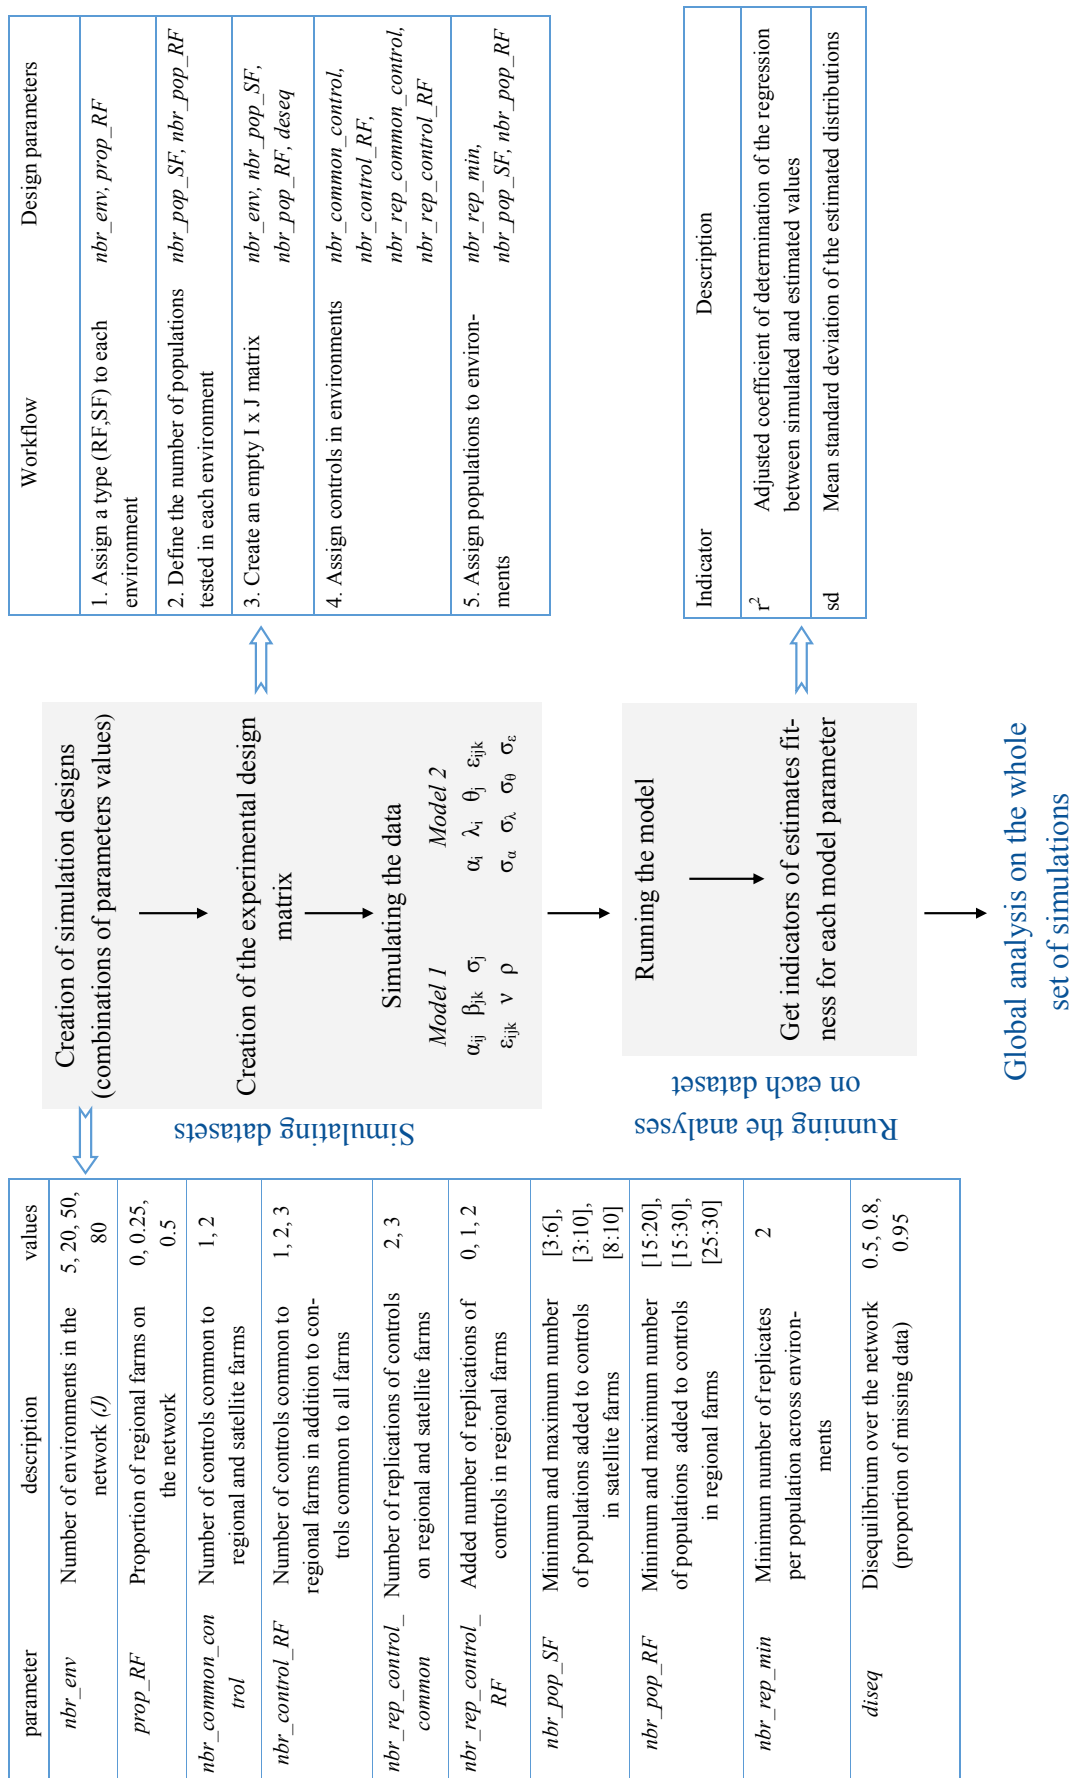 parameter description values
nbr_env Number of environments in the 5, 20, 50,
network (J) 80
prop_RF Proportion of regional farms on 0, 0.25,
the network 0.5
nbr_common_con Number of controls common to 1, 2
trol regional and satellite farms
nbr_control_RF Number of controls common to 1, 2, 3
regional farms in addition to con-
trols common to all farms
nbr_rep_control_ Number of replications of controls 2, 3
common on regional and satellite farms
nbr_rep_control_ Added number of replications of 0, 1, 2
RF controls in regional farms
nbr_pop_SF Minimum and maximum number [3:6],
of populations added to controls [3:10],
in satellite farms [8:10]
nbr_pop_RF Minimum and maximum number [15:20],
of populations added to controls [15:30],
in regional farms [25:30]
nbr_rep_min Minimum number of replicates 2
per population across environ-
ments
diseq Disequilibrium over the network 0.5, 0.8,
(proportion of missing data) 0.95
Simulating datasets
Creation of simulation designs
(combinations of parameters values)
Creation of the experimental design
matrix
Simulating the data
Model 1 Model 2
αij βjk σj αi λi θj εijk
εijk ν ρ σα σλ σθ σε
Running the analyses
on each dataset
Running the model
Get indicators of estimates fit-
ness for each model parameter
Global analysis on the whole
set of simulations
Workflow Design parameters
1. Assign a type (RF,SF) to each nbr_env, prop_RF
environment
2. Define the number of populations nbr_pop_SF, nbr_pop_RF
tested in each environment
3. Create an empty I x J matrix nbr_env, nbr_pop_SF,
nbr_pop_RF, deseq
4. Assign controls in environments nbr_common_control,
nbr_control_RF,
nbr_rep_common_control,
nbr_rep_control_RF
5. Assign populations to environ- nbr_rep_min,
ments nbr_pop_SF, nbr_pop_RF
Indicator Description
r2 Adjusted coefficient of determination of the regression
between simulated and estimated values
sd Mean standard deviation of the estimated distributions